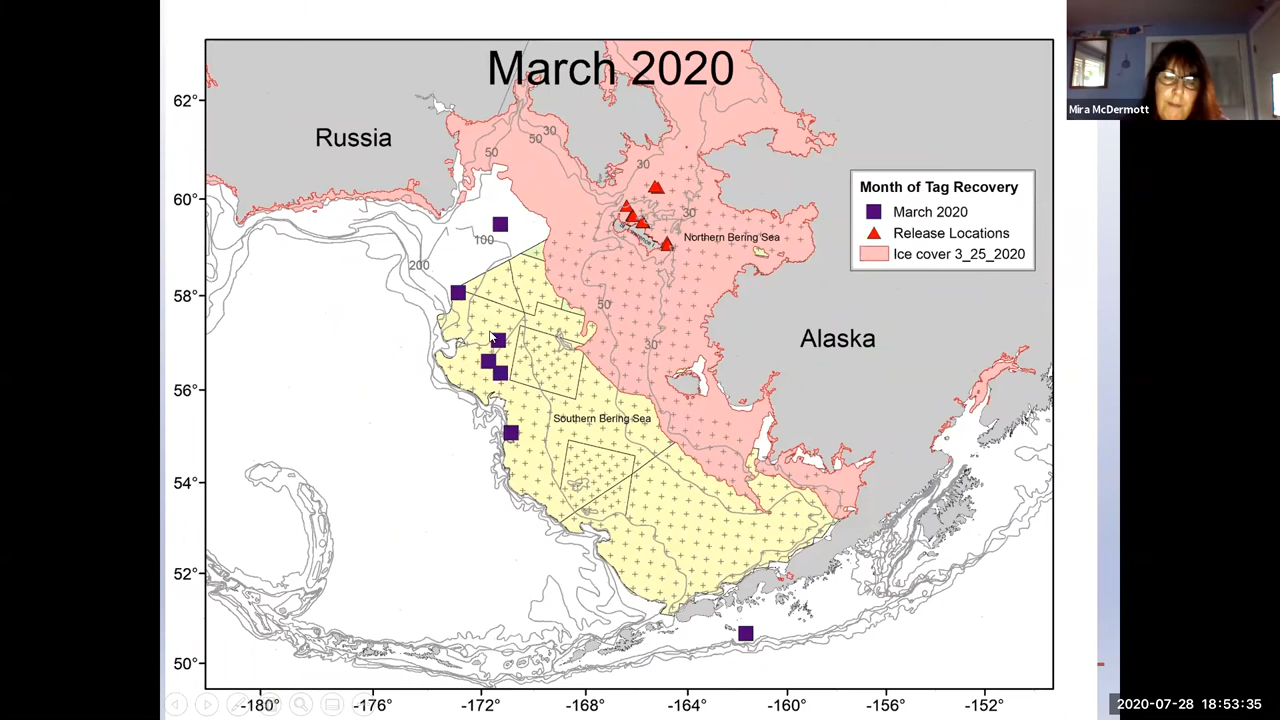 March 2020
Mira McDermott
62°
60°
58°
56°
54°
52°
50°
Russia
50
50
30
30
30
100
200
50
30
Northern Bering Sea
Southern Bering Sea
Alaska
Month of Tag Recovery
March 2020
Release Locations
Ice cover 3_25_2020
-180°
-176°
-172°
-168°
-164°
-160°
-156°
-152°
2020-07-28 18:53:35